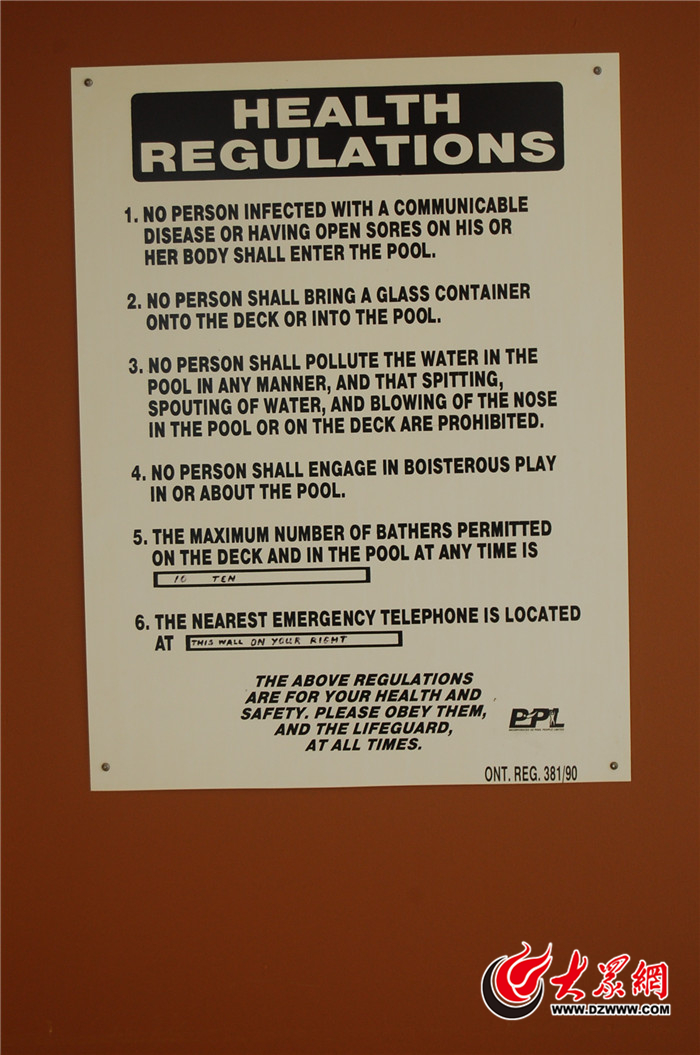 HEALTH
REGULATIONS
1. NO PERSON INFECTED WITH A COMMUNICABLE
DISEASE OR HAVING OPEN SORES ON HIS OR
HER BODY SHALL ENTER THE POOL.
2. NO PERSON SHALL BRING A GLASS CONTAINER
ONTO THE DECK OR INTO THE POOL.
3. NO PERSON SHALL POLLUTE THE WATER IN THE
POOL IN ANY MANNER, AND THAT SPITTING,
SPOUTING OF WATER, AND BLOWING OF THE NOSE
IN THE POOL OR ON THE DECK ARE PROHIBITED.
4. NO PERSON SHALL ENGAGE IN BOISTEROUS PLAY
IN OR ABOUT THE POOL.
5. THE MAXIMUM NUMBER OF BATHERS PERMITTED
ON THE DECK AND IN THE POOL AT ANY TIME IS
10 TEN
6. THE NEAREST EMERGENCY TELEPHONE IS LOCATED
AT THIS WALL ON YOUR RIGHT
THE ABOVE REGULATIONS
ARE FOR YOUR HEALTH AND
SAFETY. PLEASE OBEY THEM,
AND THE LIFEGUARD,
AT ALL TIMES.
PPL
ONT. REG. 381/90
大眾網
WWW.DZWWW.COM